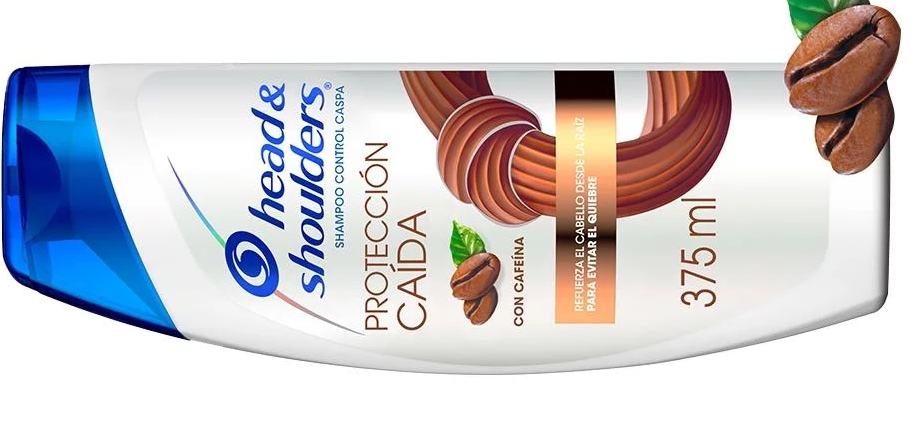 head &
shoulders®
SHAMPOO CONTROL CASPA
PROTECCIÓN
CAÍDA
CON CAFEÍNA
REFUERZA EL CABELLO DESDE LA RAÍZ
PARA EVITAR EL QUIEBRE
375 ml